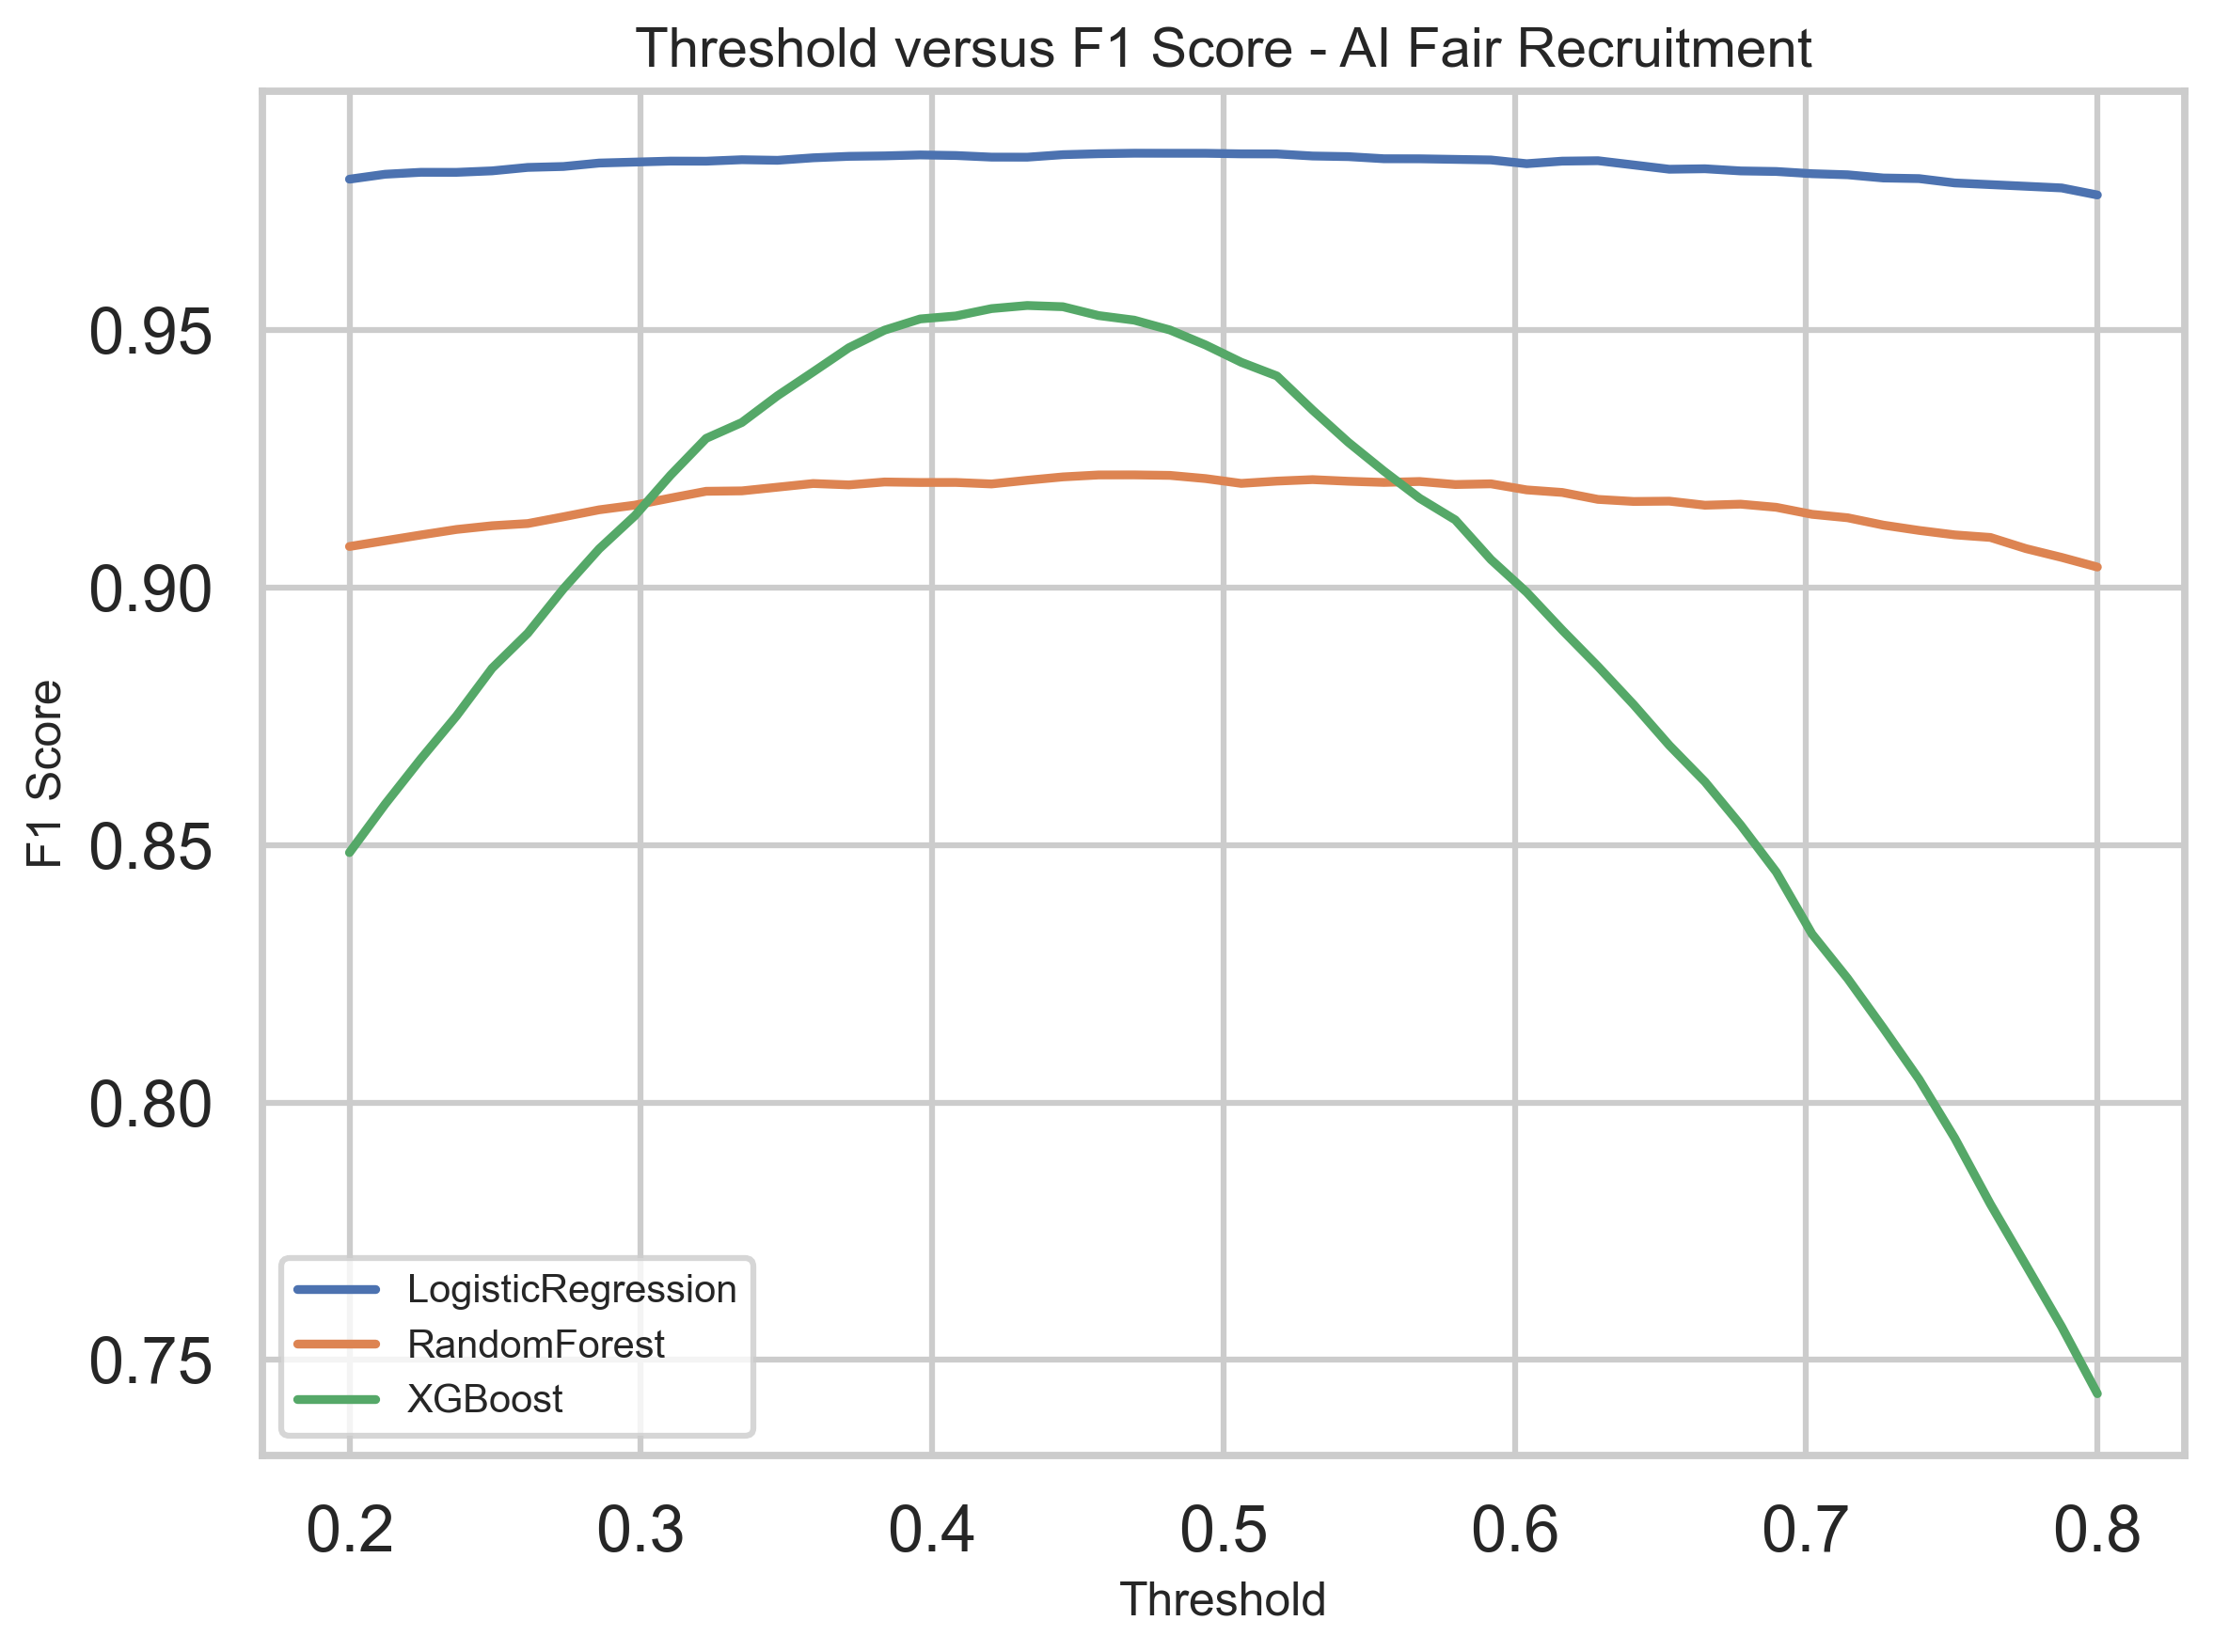 Threshold versus F1 Score - AI Fair Recruitment
F1 Score
0.95
0.90
0.85
0.80
0.75
LogisticRegression
RandomForest
XGBoost
0.2 0.3 0.4 0.5 0.6 0.7 0.8
Threshold